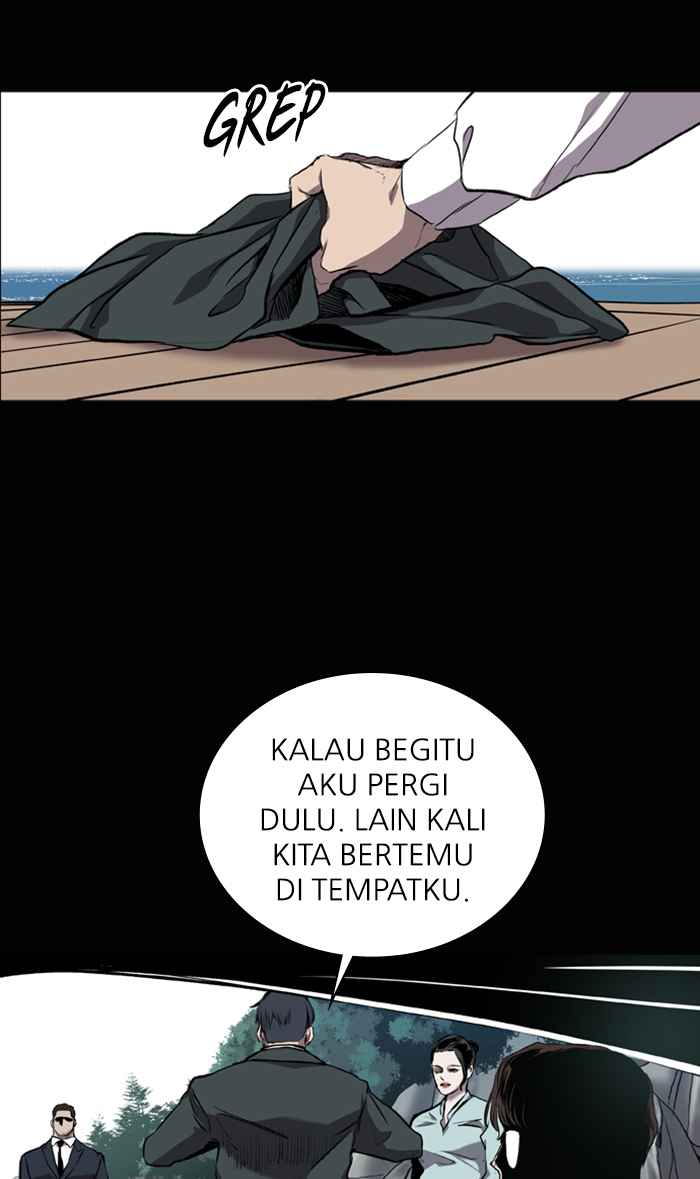 GREP
KALAU BEGITU
AKU PERGI
DULU. LAIN KALI
KITA BERTEMU
DI TEMPATKU.